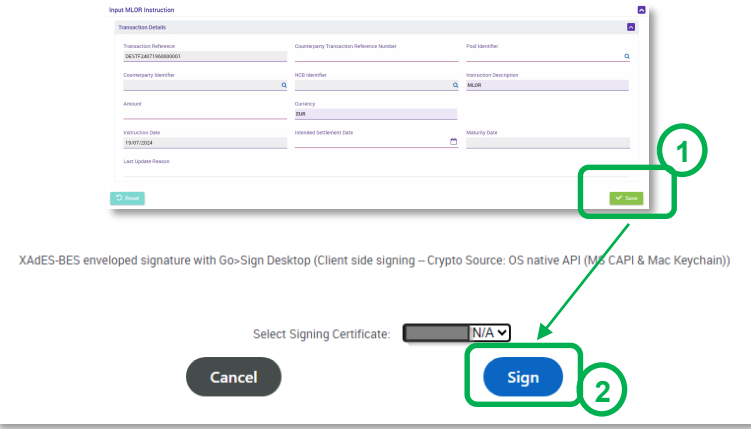 Input MLOR Instruction
Transaction Details
Transaction Reference
Counterparty Transaction Reference Number
Pool Identifier
DESTF24071960000001
Counterparty Identifier
NCB Identifier
Instruction Description
MLOR
Amount
Currency
EUR
Instruction Date
Intended Settlement Date
Maturity Date
19/07/2024
Last Update Reason
1
Reset
Save
XAdES-BES enveloped signature with Go>Sign Desktop (Client side signing – Crypto Source: OS native API (MS CAPI & Mac Keychain))
Select Signing Certificate:
N/A
Cancel
Sign
2